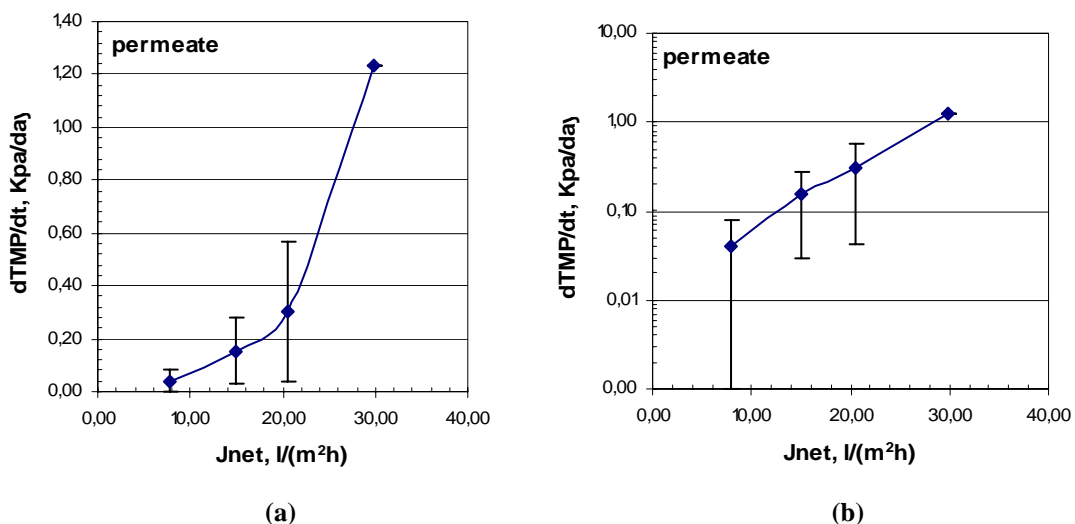 permeate
dTMP/dt, Kpa/day
1,40
1,20
1,00
0,80
0,60
0,40
0,20
0,00
0,00 10,00 20,00 30,00 40,00
Jnet, l/(m²h)
(a)
permeate
dTMP/dt, Kpa/day
10,00
1,00
0,10
0,01
0,00
0,00 10,00 20,00 30,00 40,00
Jnet, l/(m²h)
(b)